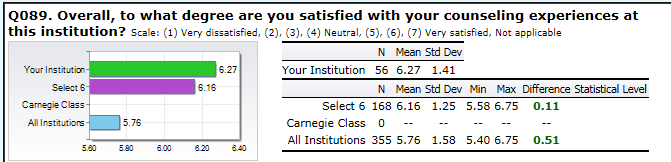 Q089. Overall, to what degree are you satisfied with your counseling experiences at
this institution? Scale: (1) Very dissatisfied, (2), (3), (4) Neutral, (5), (6), (7) Very satisfied, Not applicable
Your Institution 6.27
Select 6 6.16
Carnegie Class
All Institutions 5.76
5.60 5.80 6.00 6.20 6.40
N Mean Std Dev
Your Institution 56 6.27 1.41
N Mean Std Dev Min Max Difference Statistical Level
Select 6 168 6.16 1.25 5.58 6.75 0.11
Carnegie Class 0 -- -- -- -- --
All Institutions 355 5.76 1.58 5.40 6.75 0.51